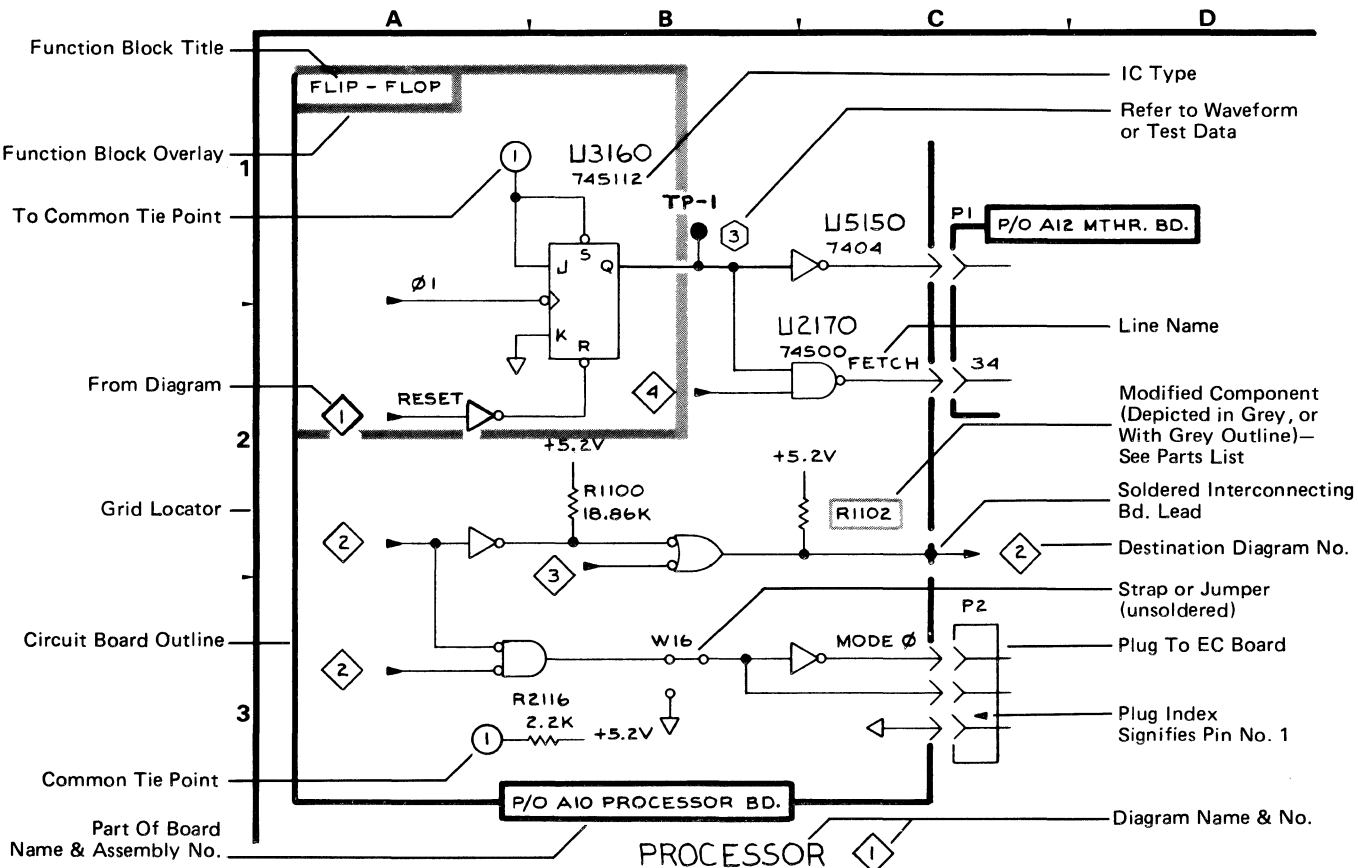 A B C D
Function Block Title
FLIP - FLOP
IC Type
Refer to Waveform
or Test Data
Function Block Overlay
1
1
U3160
74S112
To Common Tie Point
TP-1
3
U5150
7404
P1
P/O A12 MTHR. BD.
J
S
Q
Ø1
K
R
U2170
74S00
FETCH
34
Line Name
From Diagram
1
RESET
4
Modified Component
(Depicted in Grey, or
With Grey Outline)—
See Parts List
2
+5.2V
+5.2V
R1100
18.86K
R1102
Grid Locator
Soldered Interconnecting
Bd. Lead
2
3
2
Destination Diagram No.
Strap or Jumper
(unsoldered)
P2
Circuit Board Outline
2
W16
MODE Ø
Plug To EC Board
3
R2116
2.2K
1
+5.2V
Plug Index
Signifies Pin No. 1
Common Tie Point
P/O A10 PROCESSOR BD.
Part Of Board
Name & Assembly No.
PROCESSOR
1
Diagram Name & No.